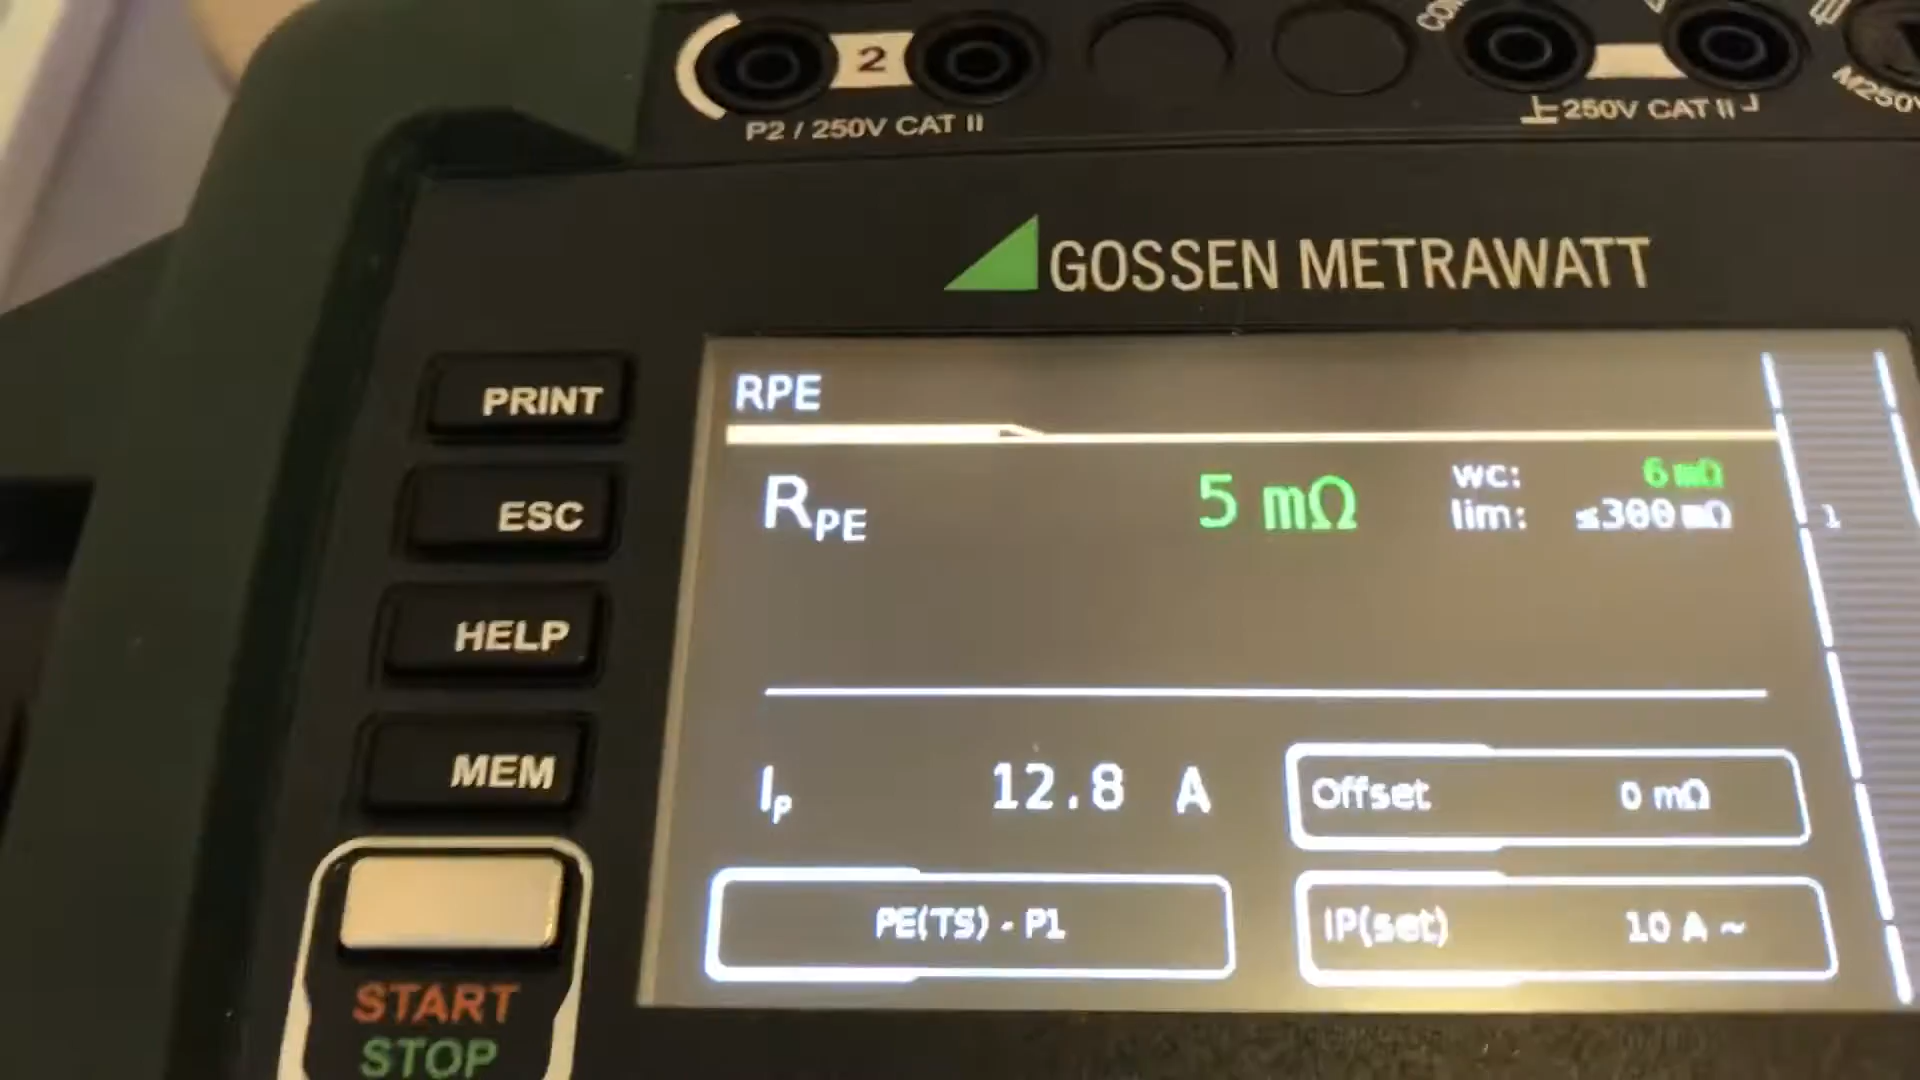 2
P2 / 250V CAT II
250V CAT II
GOSSEN METRAWATT
PRINT
ESC
HELP
MEM
START
STOP
RPE
RPE 5 mΩ wc: 6 mΩ
lim: ≤300 mΩ
1
Ip 12.8 A
Offset 0 mΩ
PE(TS) - P1
IP(set) 10 A ~